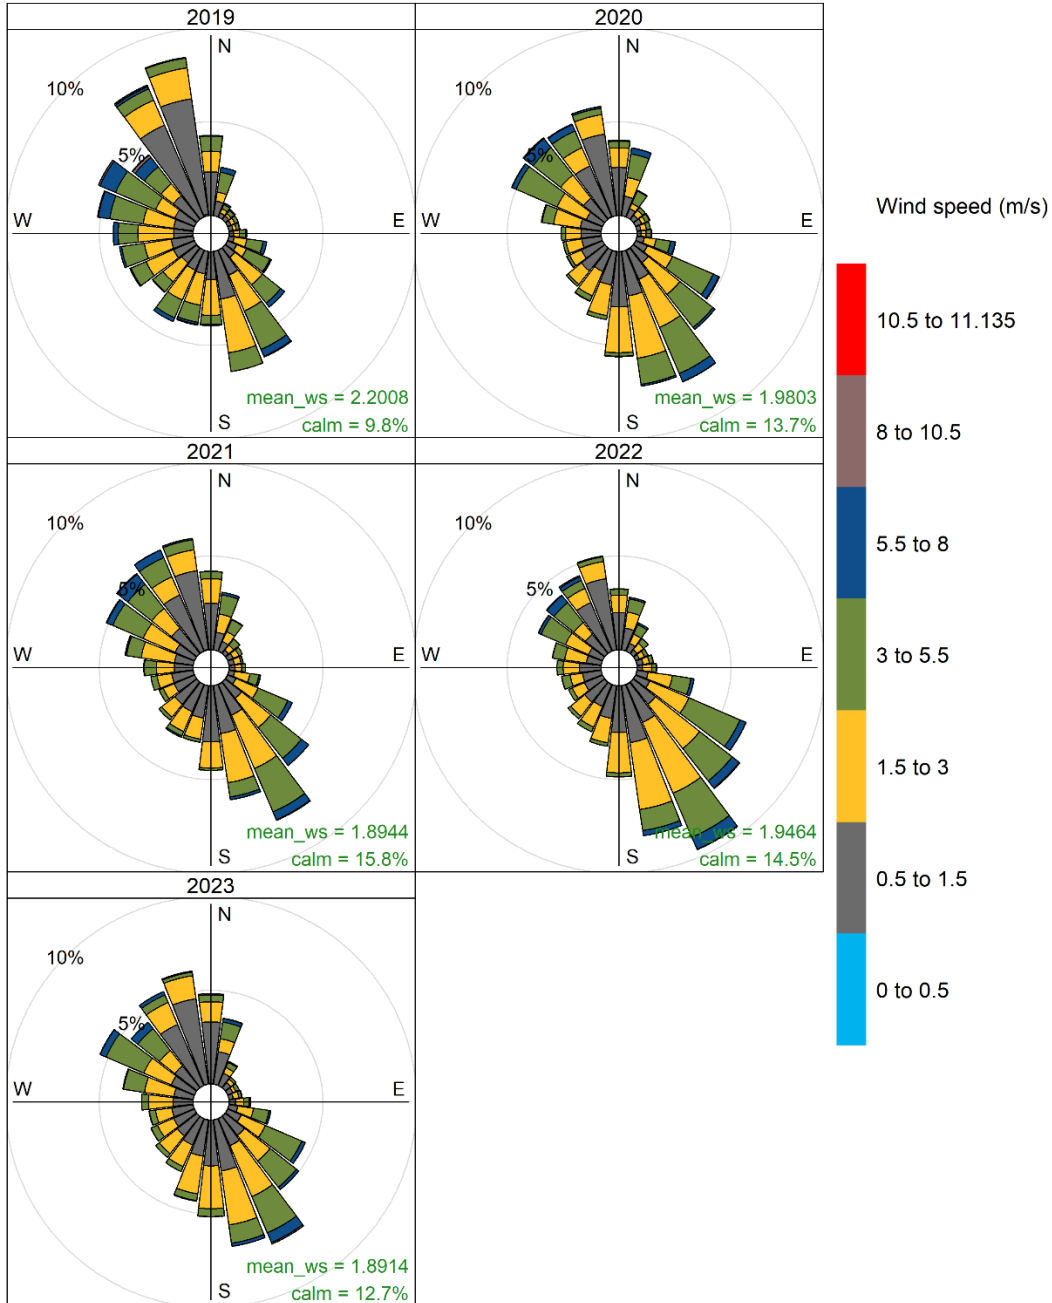 2019
N
10%
5%
W
E
mean_ws = 2.2008
S
calm = 9.8%
2020
N
10%
5%
W
E
mean_ws = 1.9803
S
calm = 13.7%
2021
N
10%
5%
W
E
mean_ws = 1.8944
S
calm = 15.8%
2022
N
10%
5%
W
E
mean_ws = 1.9464
S
calm = 14.5%
2023
N
10%
5%
W
E
mean_ws = 1.8914
S
calm = 12.7%
Wind speed (m/s)
10.5 to 11.135
8 to 10.5
5.5 to 8
3 to 5.5
1.5 to 3
0.5 to 1.5
0 to 0.5